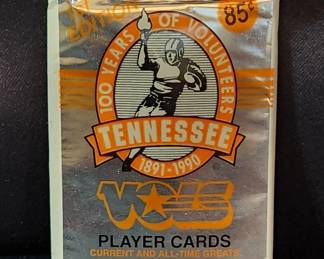 EDITION
85¢
100 YEARS OF VOLUNTEERS
TENNESSEE
1891-1990
VOLS
PLAYER CARDS
CURRENT AND ALL-TIME GREATS